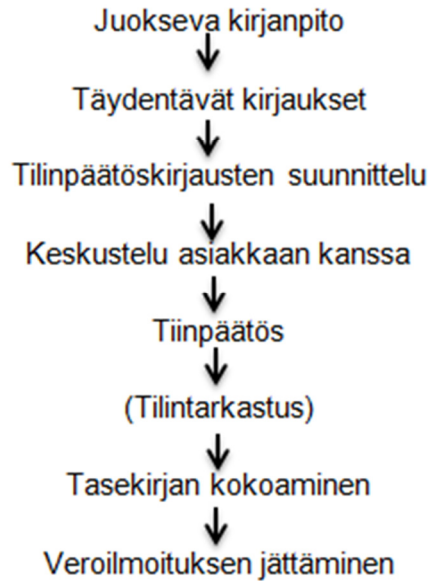 Juokseva kirjanpito
Täydentävät kirjaukset
Tilinpäätöskirjausten suunnittelu
Keskustelu asiakkaan kanssa
Tiinpäätös
(Tilintarkastus)
Tasekirjan kokoaminen
Veroilmoituksen jättäminen